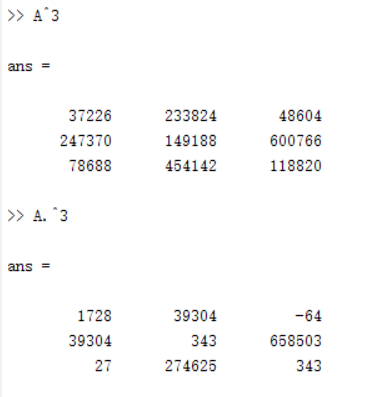 >> A^3
ans =
37226 233824 48604
247370 149188 600766
78688 454142 118820
>> A.^3
ans =
1728 39304 -64
39304 343 658503
27 274625 343